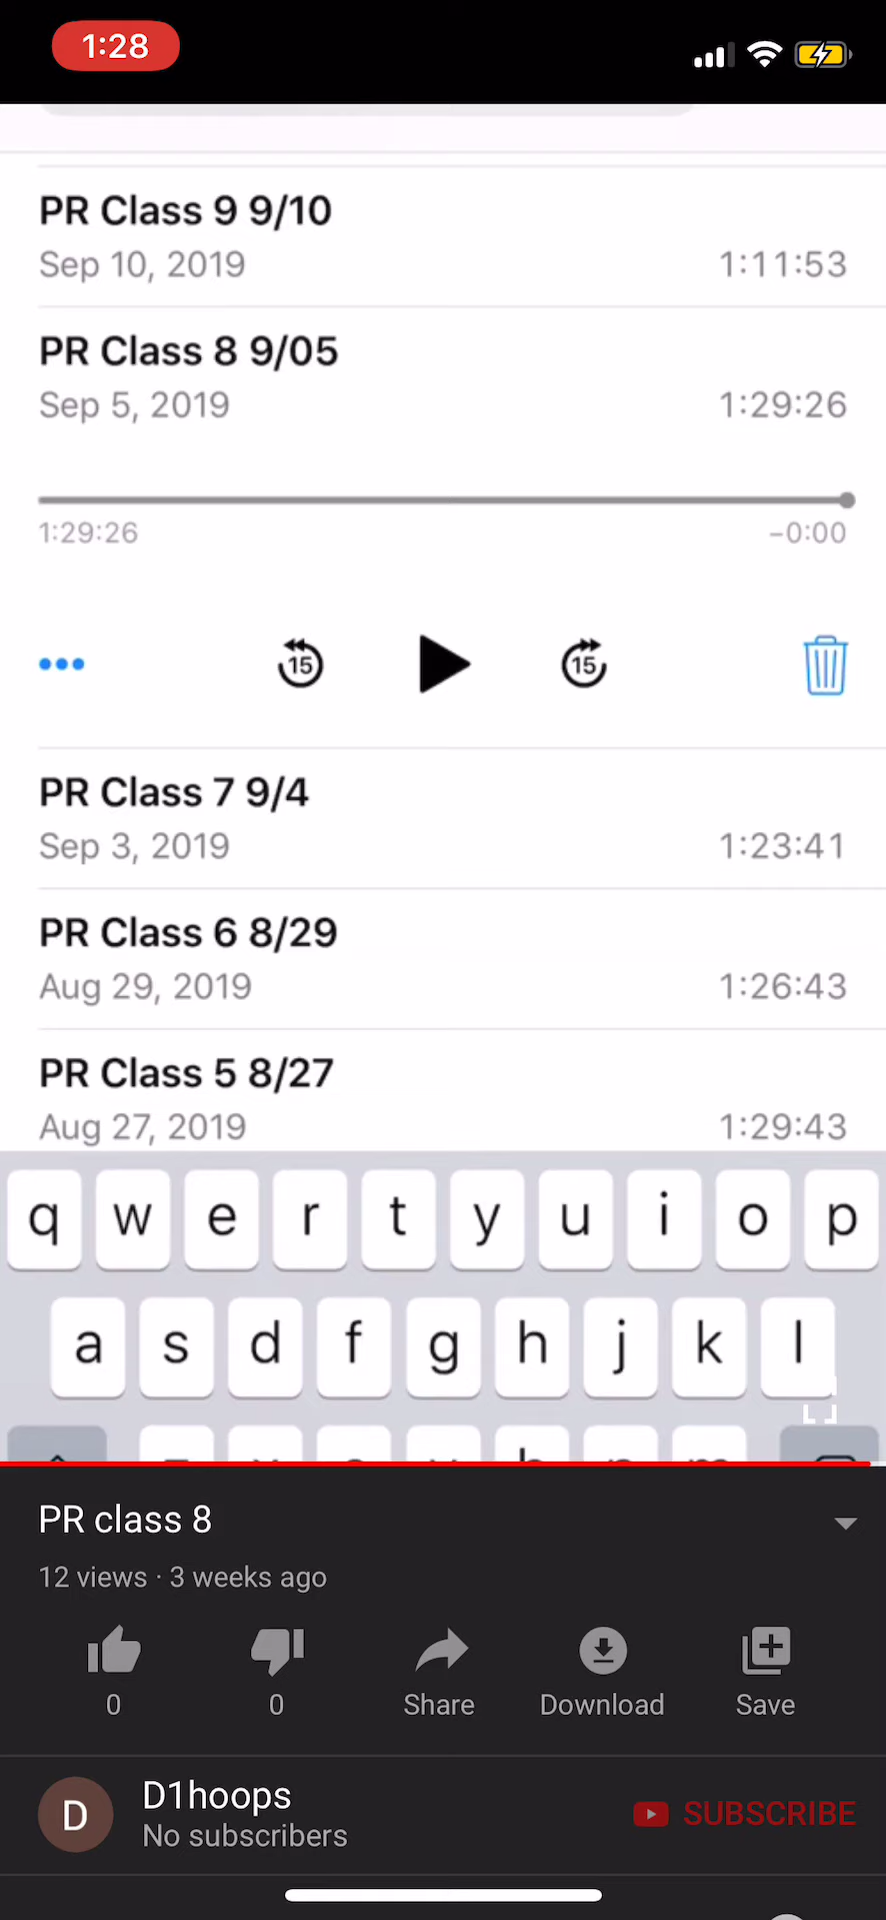 1:28
PR Class 9 9/10
Sep 10, 2019 1:11:53
PR Class 8 9/05
Sep 5, 2019 1:29:26
1:29:26 -0:00
15 15
PR Class 7 9/4
Sep 3, 2019 1:23:41
PR Class 6 8/29
Aug 29, 2019 1:26:43
PR Class 5 8/27
Aug 27, 2019 1:29:43
q w e r t y u i o p
a s d f g h j k l
PR class 8
12 views · 3 weeks ago
0 0 Share Download Save
D D1hoops
No subscribers
SUBSCRIBE